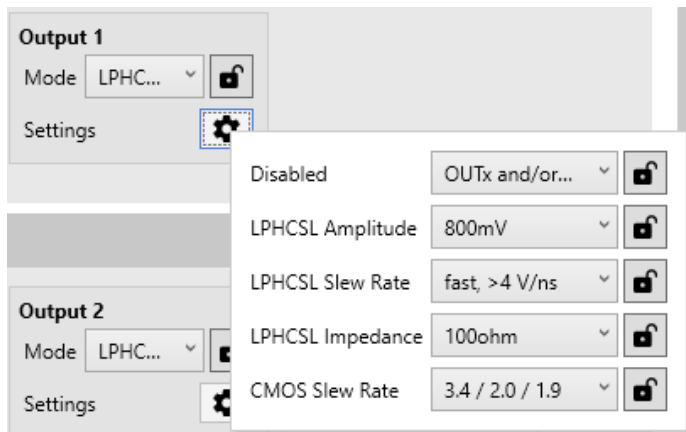 Output 1
Mode LPHC...
Settings
Disabled OUTx and/or...
LPHCSL Amplitude 800mV
LPHCSL Slew Rate fast, >4 V/ns
LPHCSL Impedance 100ohm
CMOS Slew Rate 3.4 / 2.0 / 1.9
Output 2
Mode LPHC...
Settings